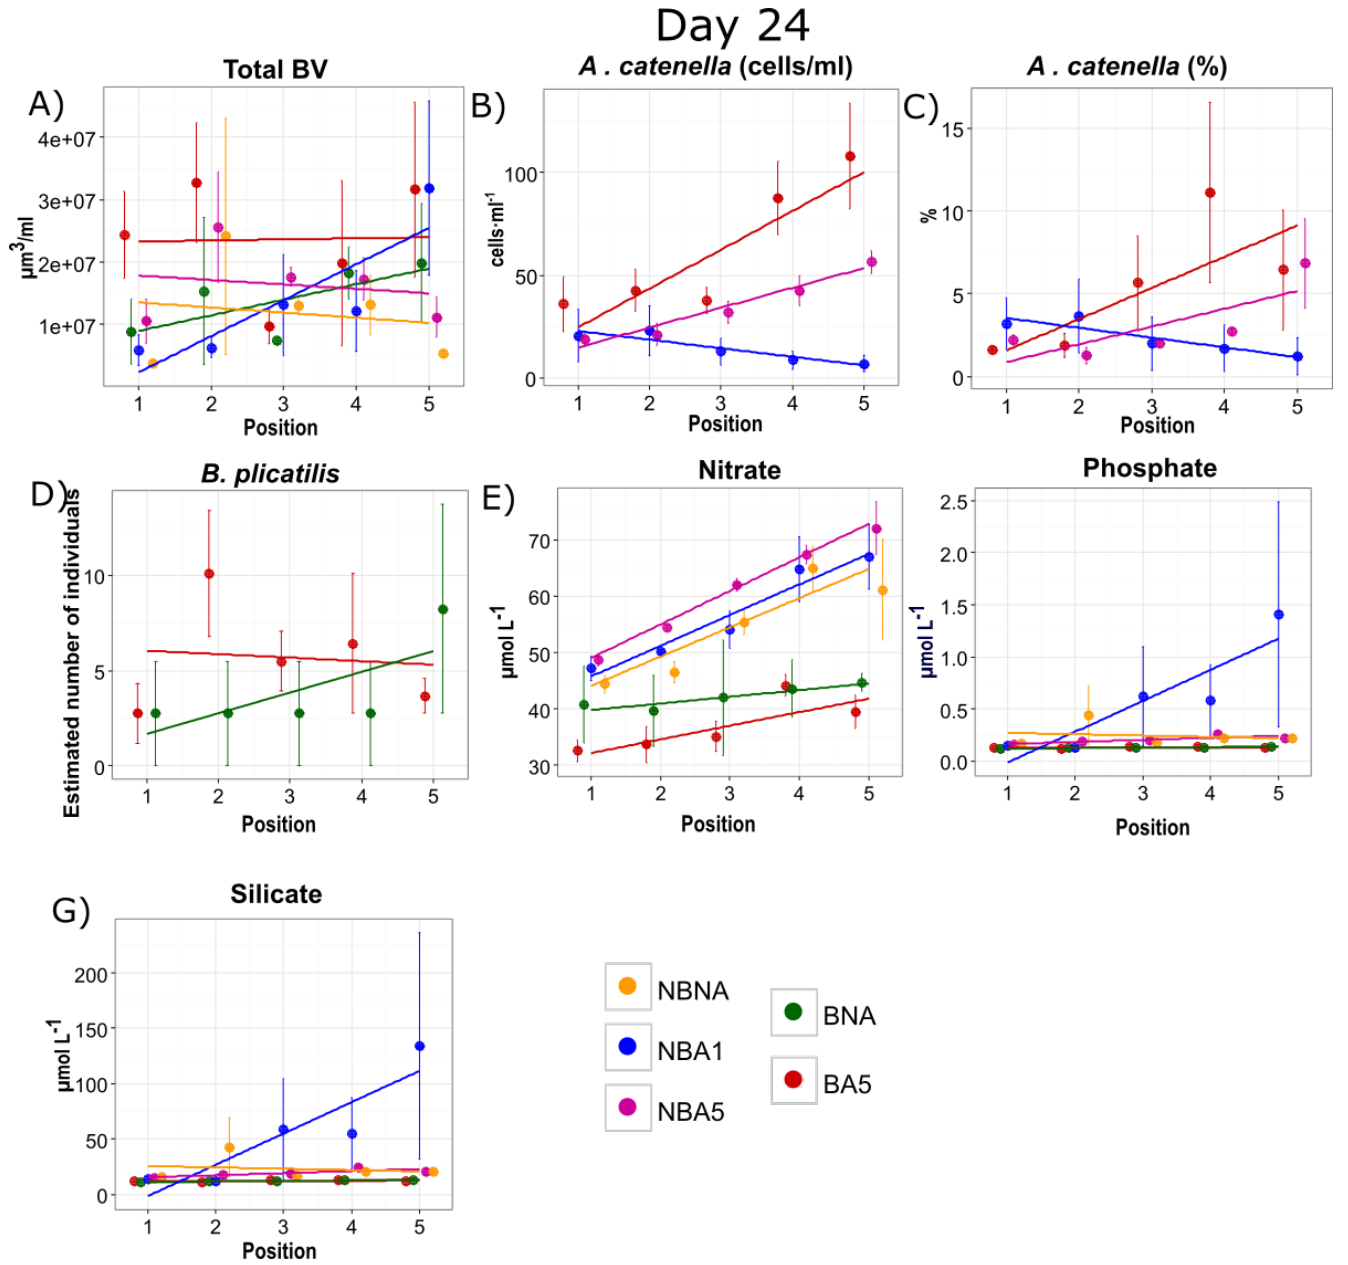 Day 24
A)
Total BV
µm³/ml
4e+07
3e+07
2e+07
1e+07
1 2 3 4 5
Position
B)
A . catenella (cells/ml)
cells·ml⁻¹
100
50
0
1 2 3 4 5
Position
C)
A . catenella (%)
%
15
10
5
0
1 2 3 4 5
Position
D)
B. plicatilis
Estimated number of individuals
10
5
0
1 2 3 4 5
Position
E)
Nitrate
µmol L⁻¹
70
60
50
40
30
1 2 3 4 5
Position
Phosphate
µmol L⁻¹
2.5
2.0
1.5
1.0
0.5
0.0
1 2 3 4 5
Position
G)
Silicate
µmol L⁻¹
200
150
100
50
0
1 2 3 4 5
Position
NBNA
NBA1
NBA5
BNA
BA5